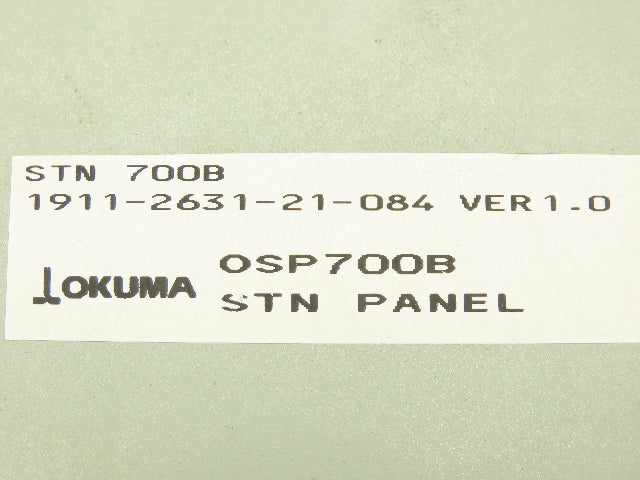 STN 700B
1911-2631-21-084 VER1.0
OSP700B
OKUMA
STN PANEL